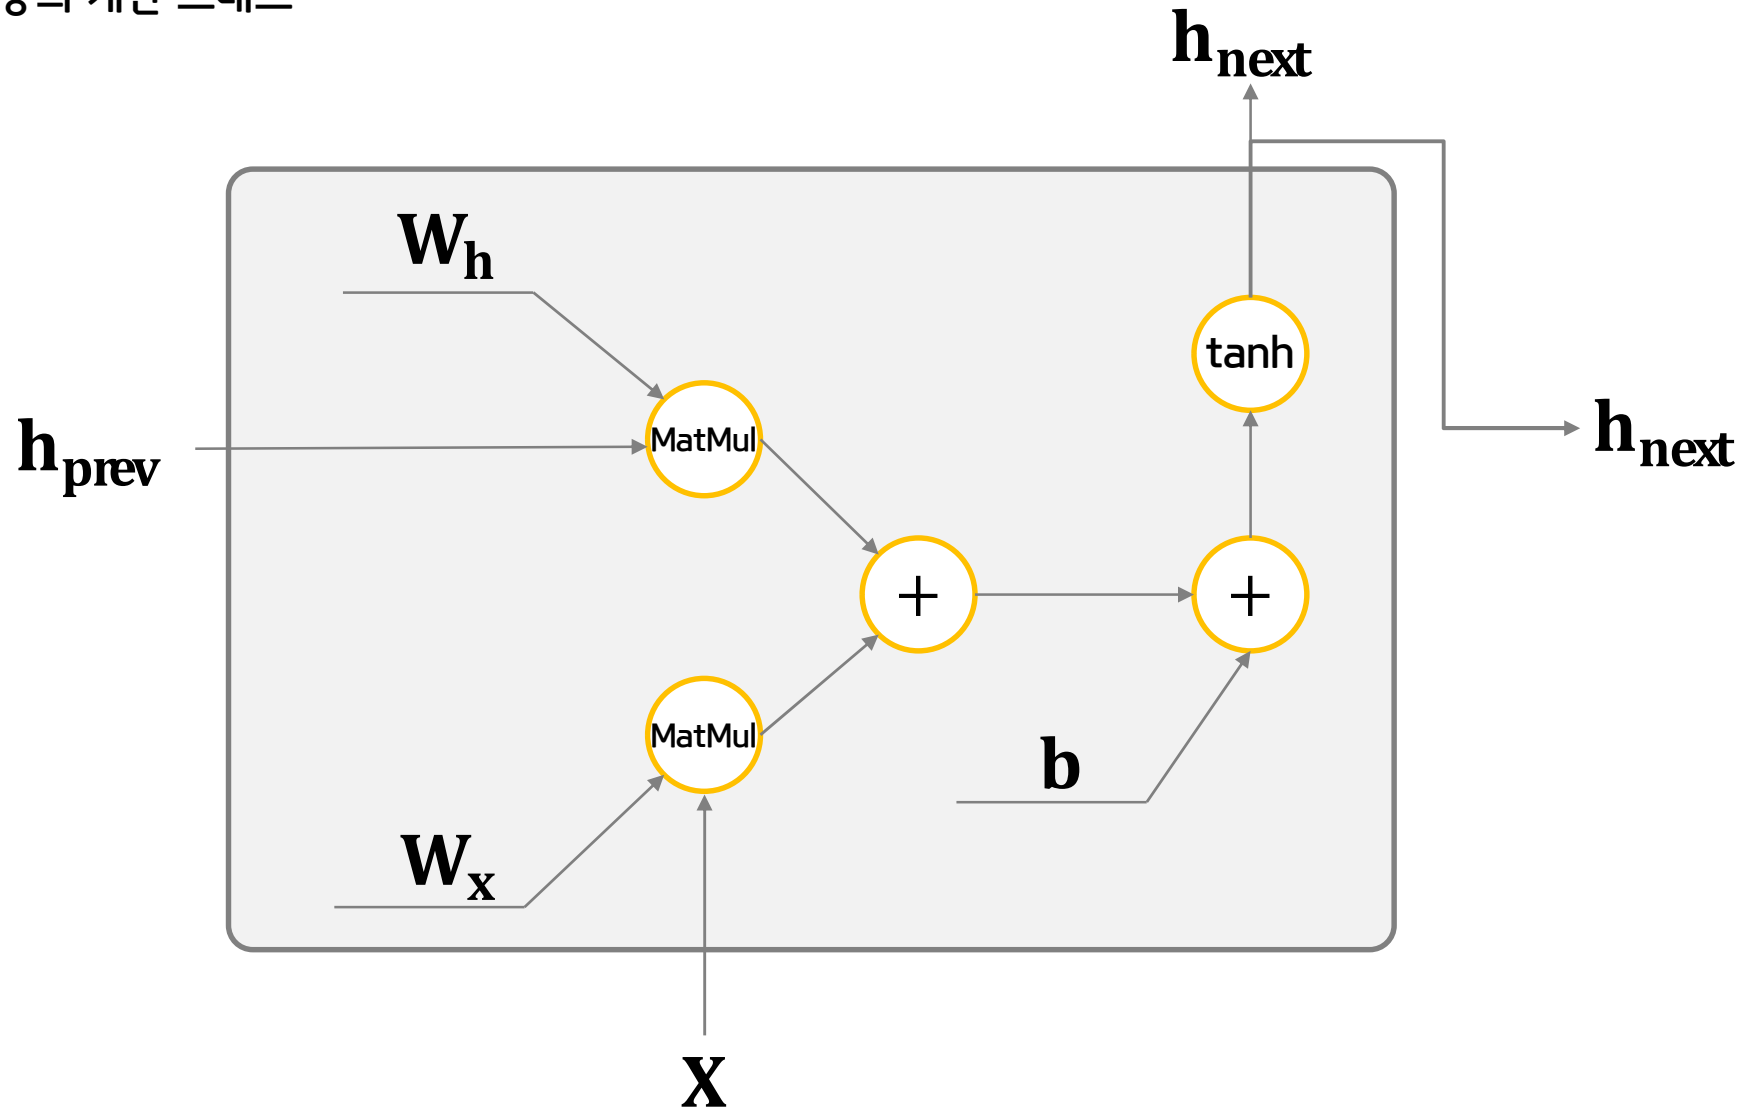 h_next
W_h
tanh
h_prev
MatMul
h_next
+
+
MatMul
b
W_x
x